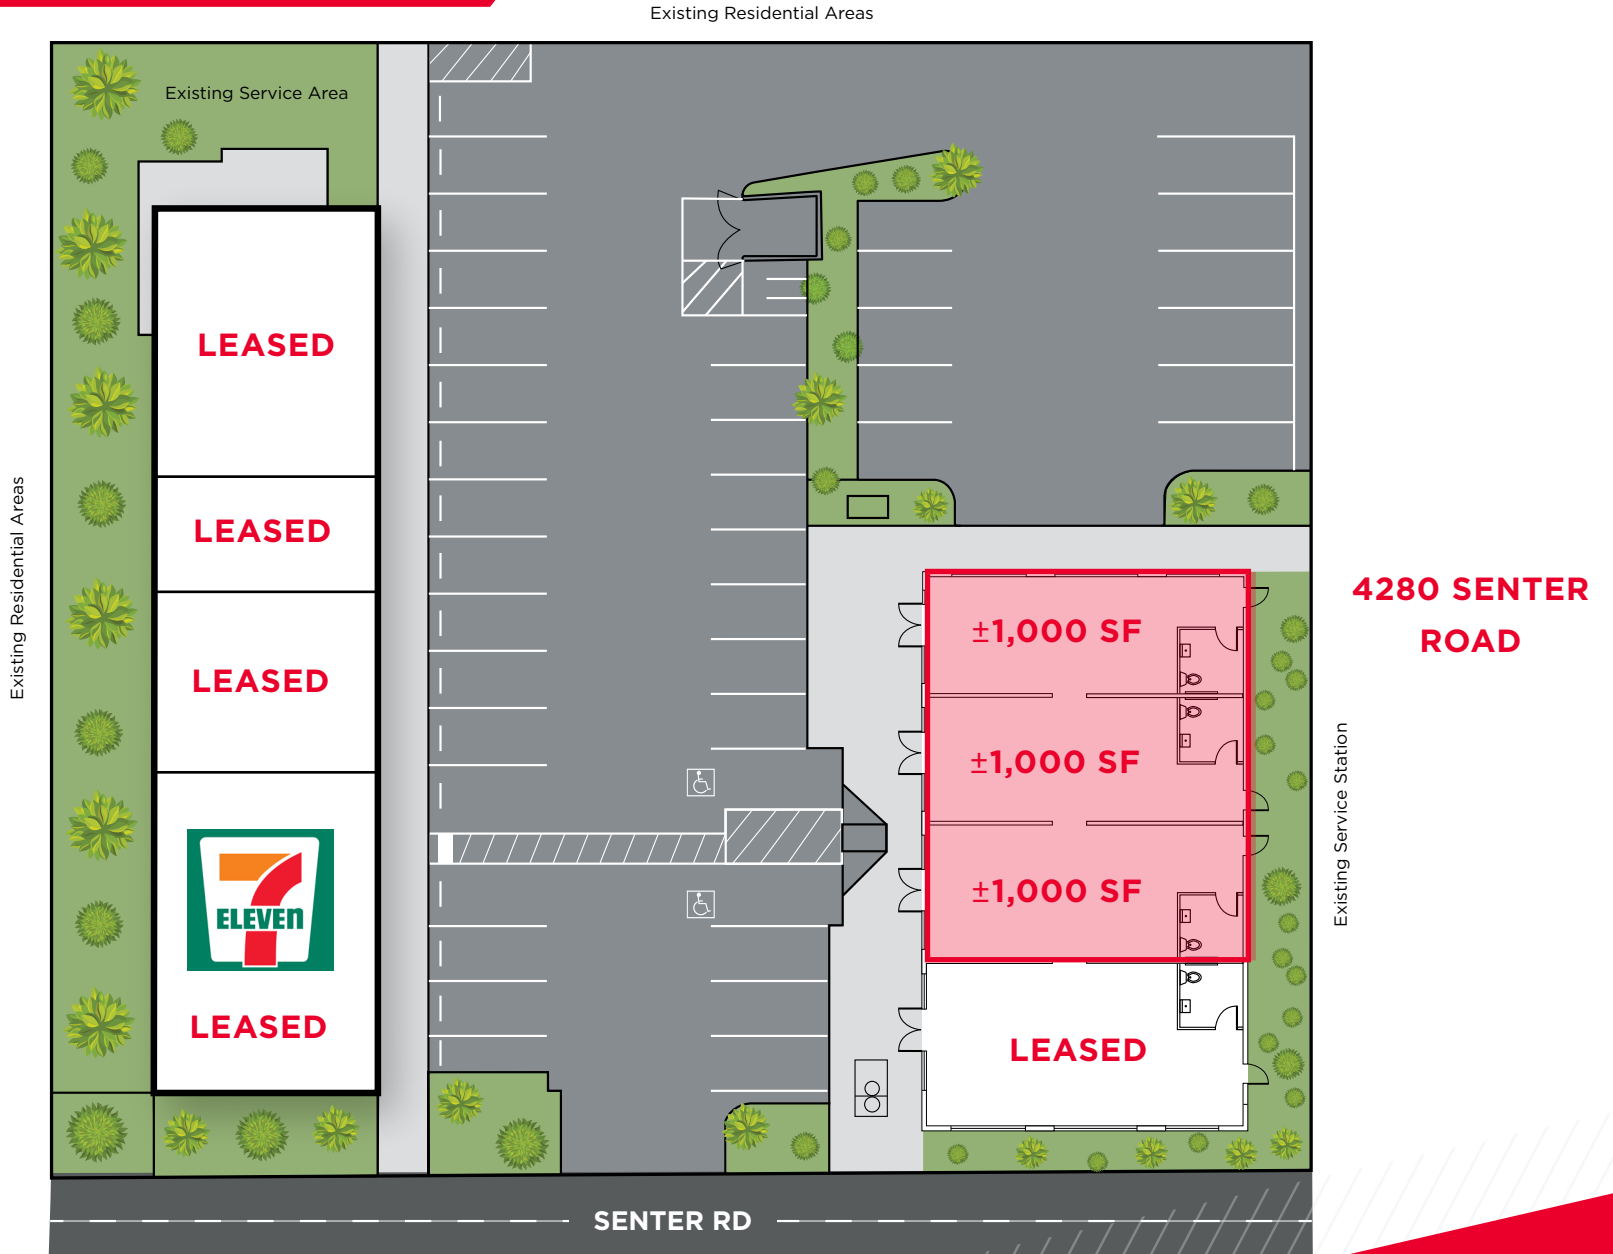 Existing Residential Areas
Existing Service Area
LEASED
LEASED
LEASED
7
ELEVEN
LEASED
Existing Residential Areas
±1,000 SF
±1,000 SF
±1,000 SF
LEASED
4280 SENTER
ROAD
Existing Service Station
SENTER RD